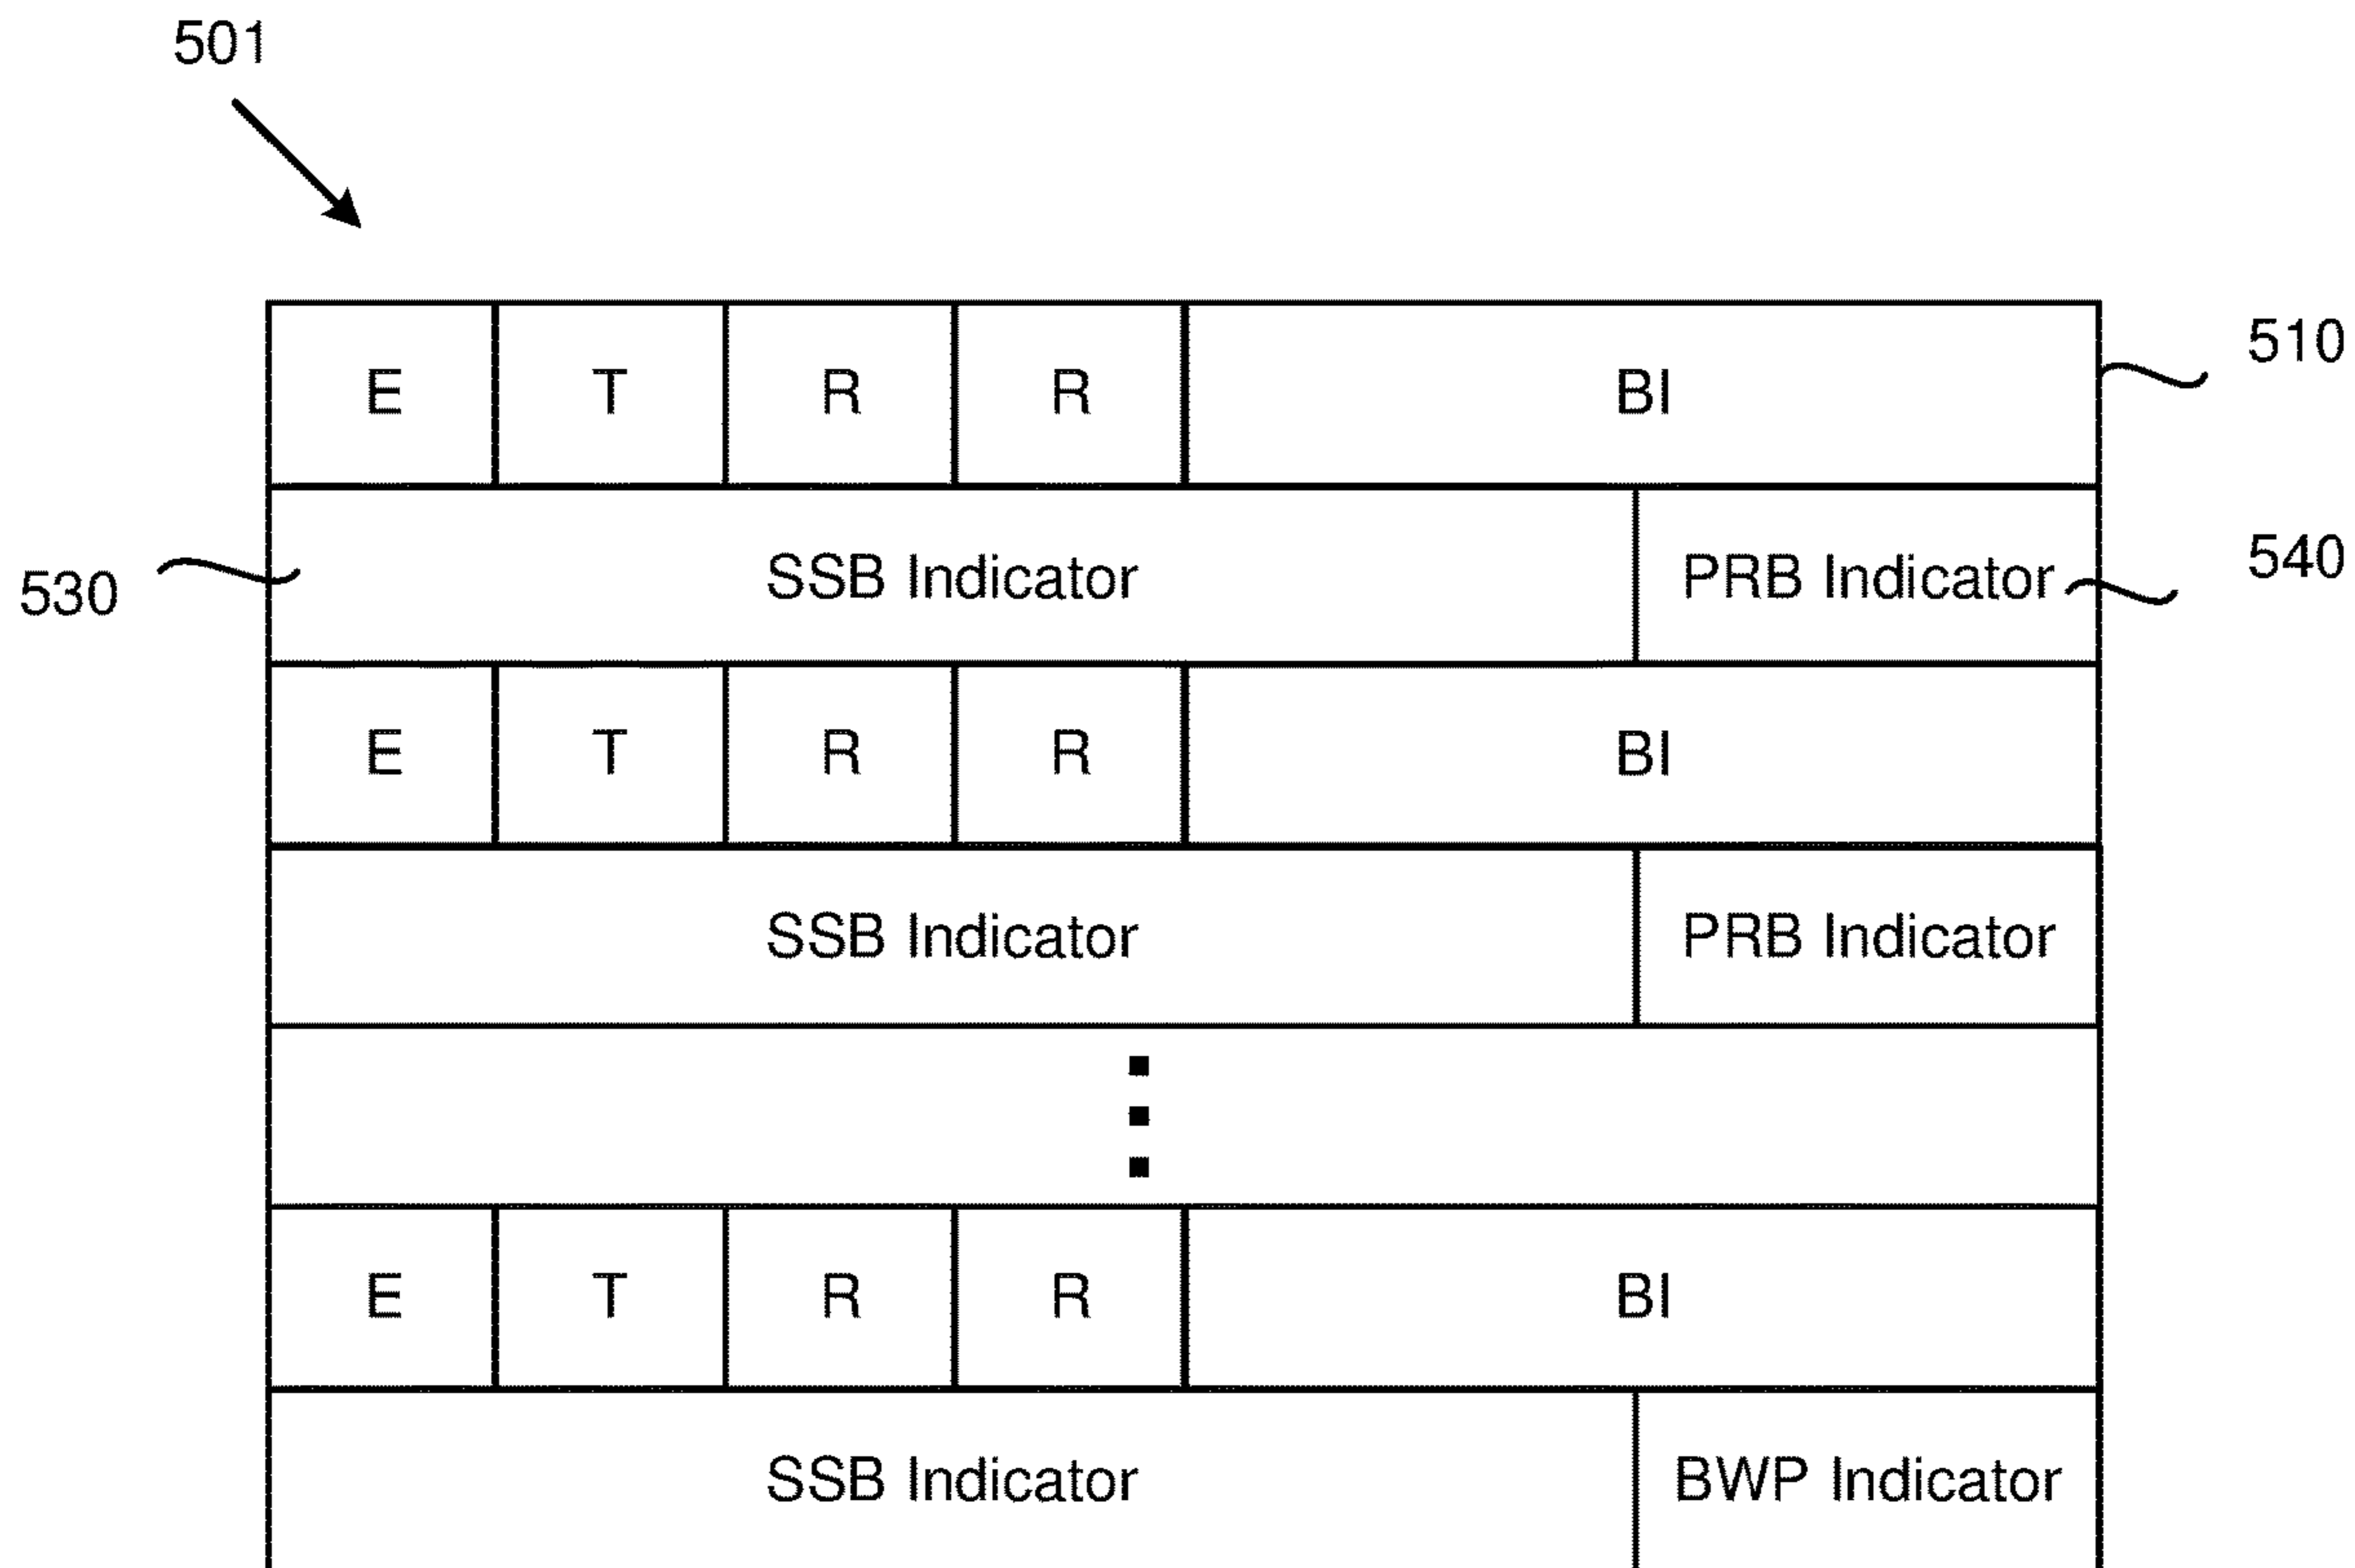 501
E T R R BI 510
530 SSB Indicator PRB Indicator 540
E T R R BI
SSB Indicator PRB Indicator
E T R R BI
SSB Indicator BWP Indicator